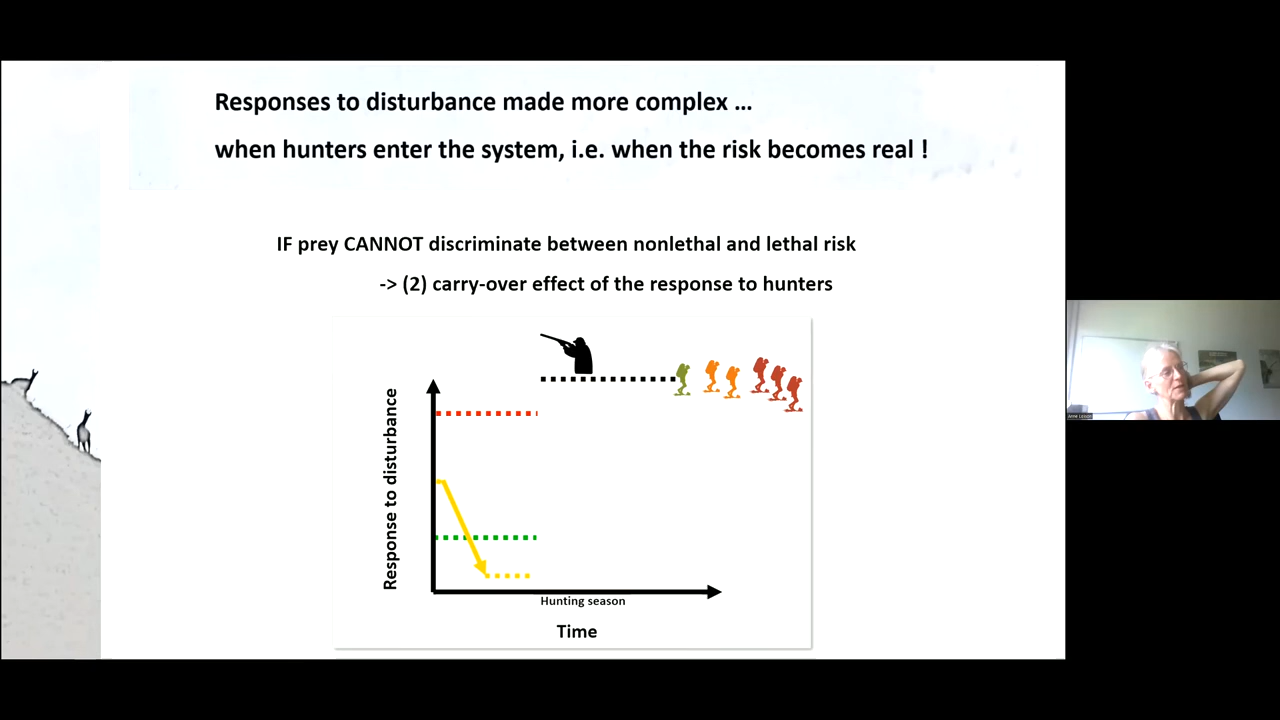 Responses to disturbance made more complex ...
when hunters enter the system, i.e. when the risk becomes real !
IF prey CANNOT discriminate between nonlethal and lethal risk
-> (2) carry-over effect of the response to hunters
Response to disturbance
Hunting season
Time